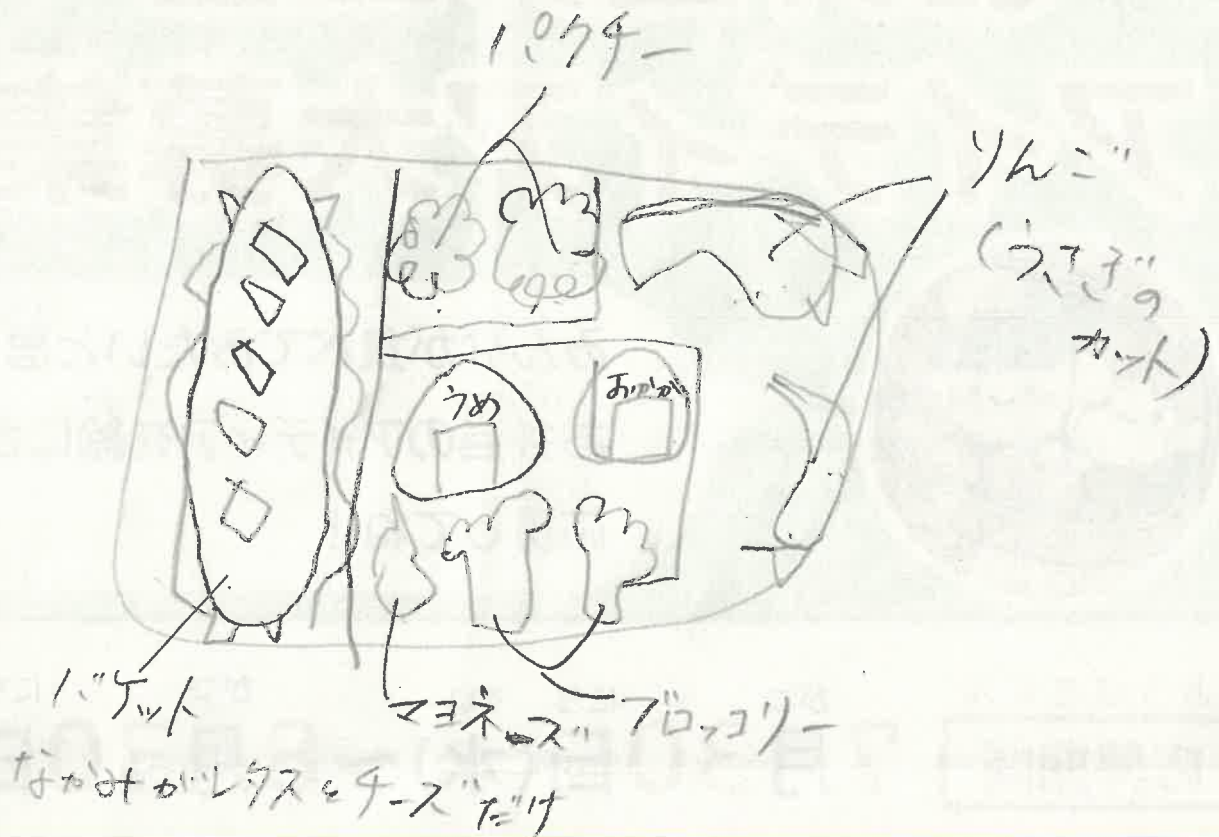 パクチー
りんご
(うさぎの
カット)
うめ
おかか
バゲット
マヨネーズ
ブロッコリー
なかみがレタスとチーズだけ